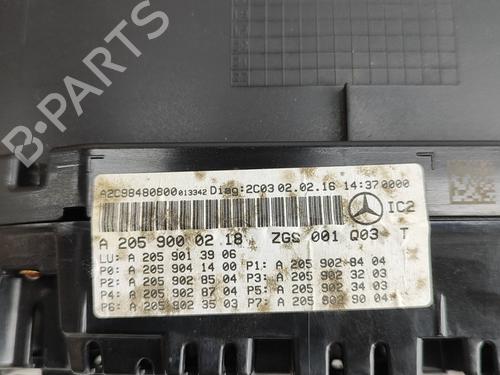 A2C98480800 013342 Diag:2C03 02.02.16 14:37 0000
IC2
A 205 900 02 18 ZGS 001 Q03 T
LU: A 205 901 39 06
P0: A 205 904 14 00 P1: A 205 902 84 04
P2: A 205 902 85 04 P3: A 205 902 32 03
P4: A 205 902 87 04 P5: A 205 902 34 03
P6: A 205 902 35 03 P7: A 205 902 90 04
B-PARTS